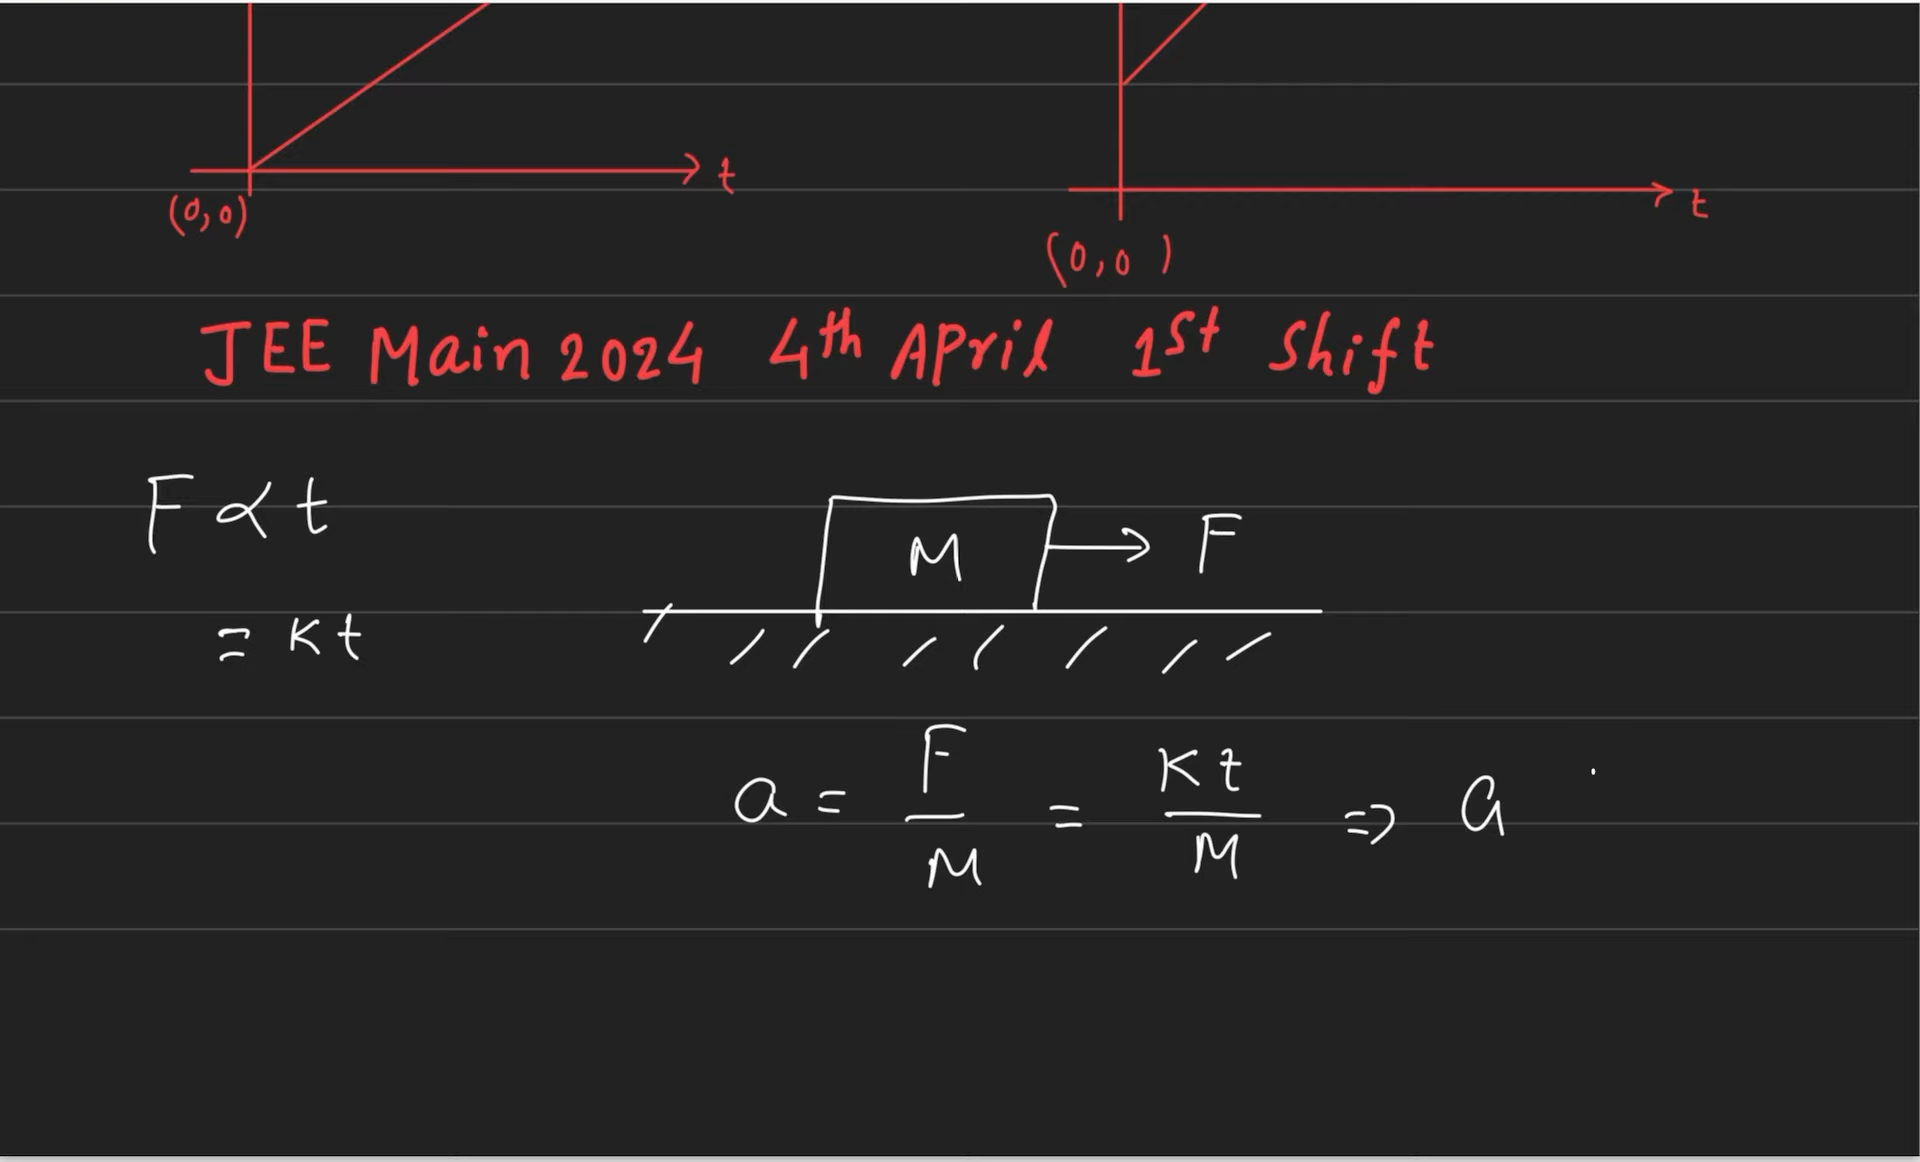 t
t
(0,0)
(0,0)
JEE Main 2024 4th April 1st Shift
F ∝ t
M → F
= Kt
a = F/M = Kt/M ⇒ a